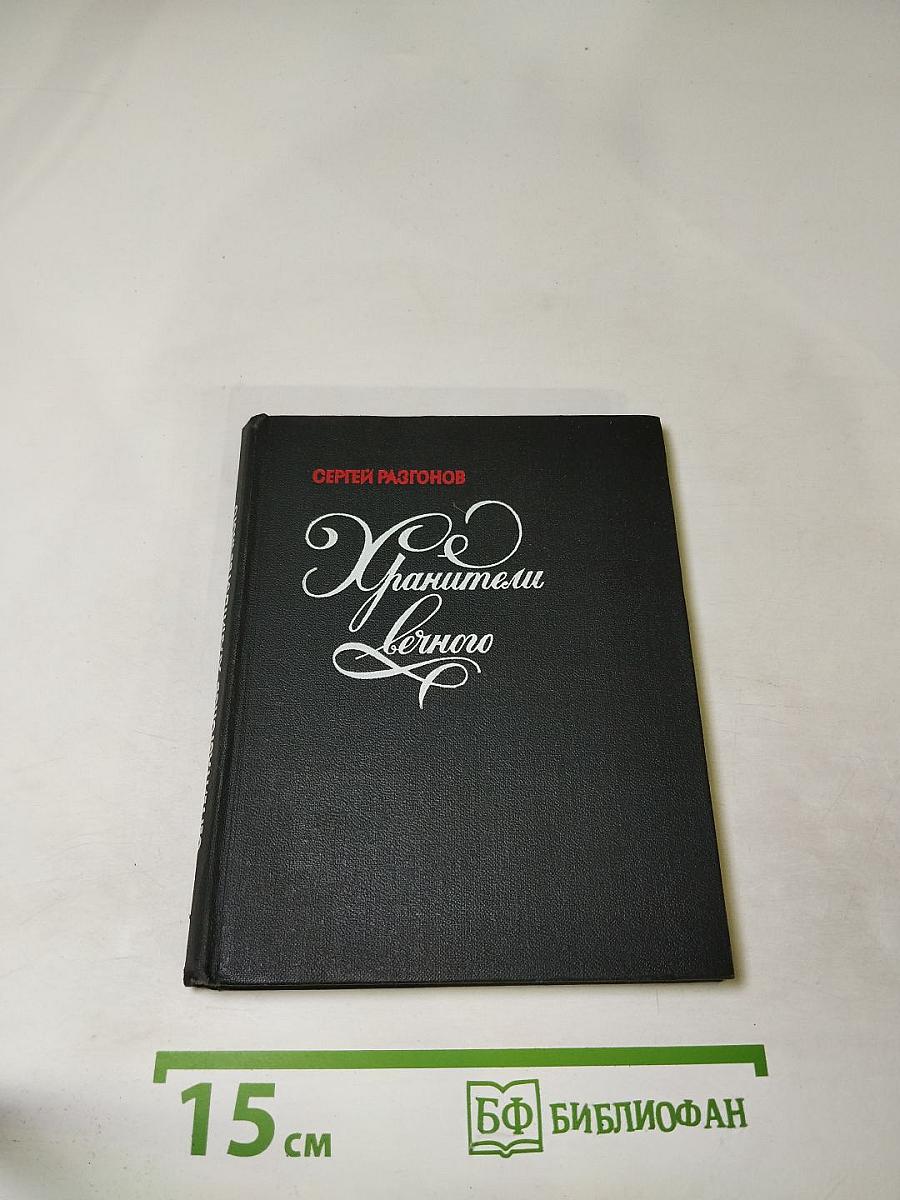 СЕРГЕЙ РАЗГОНОВ
Хранители
вечного
15 см
БФ БИБЛИОФАН